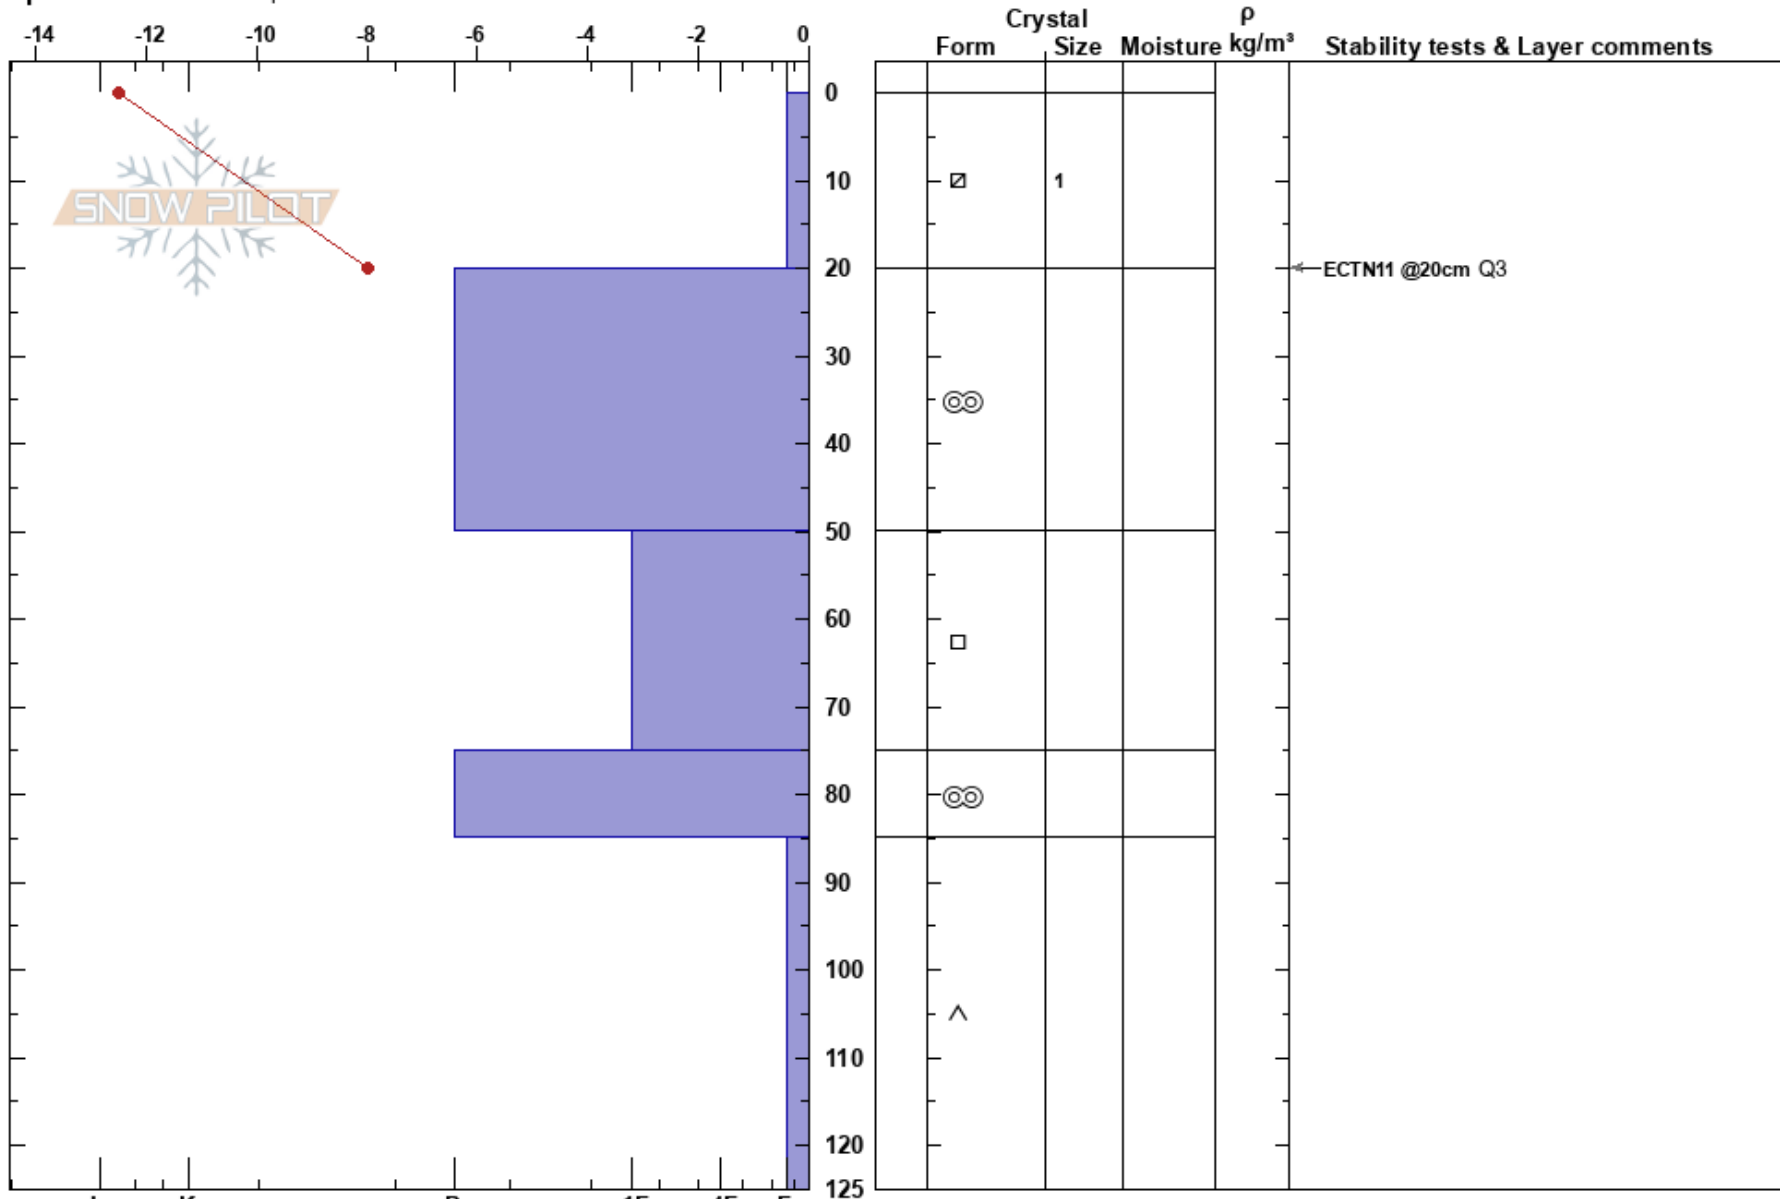 -14 -12 -10 -8 -6 -4 -2 0
Crystal
Form Size Moisture ρ kg/m³ Stability tests & Layer comments
SNOW PILOT
0
10 1
20 ECTN11 @20cm Q3
30
40
50
60
70
80
90
100
110
120
125